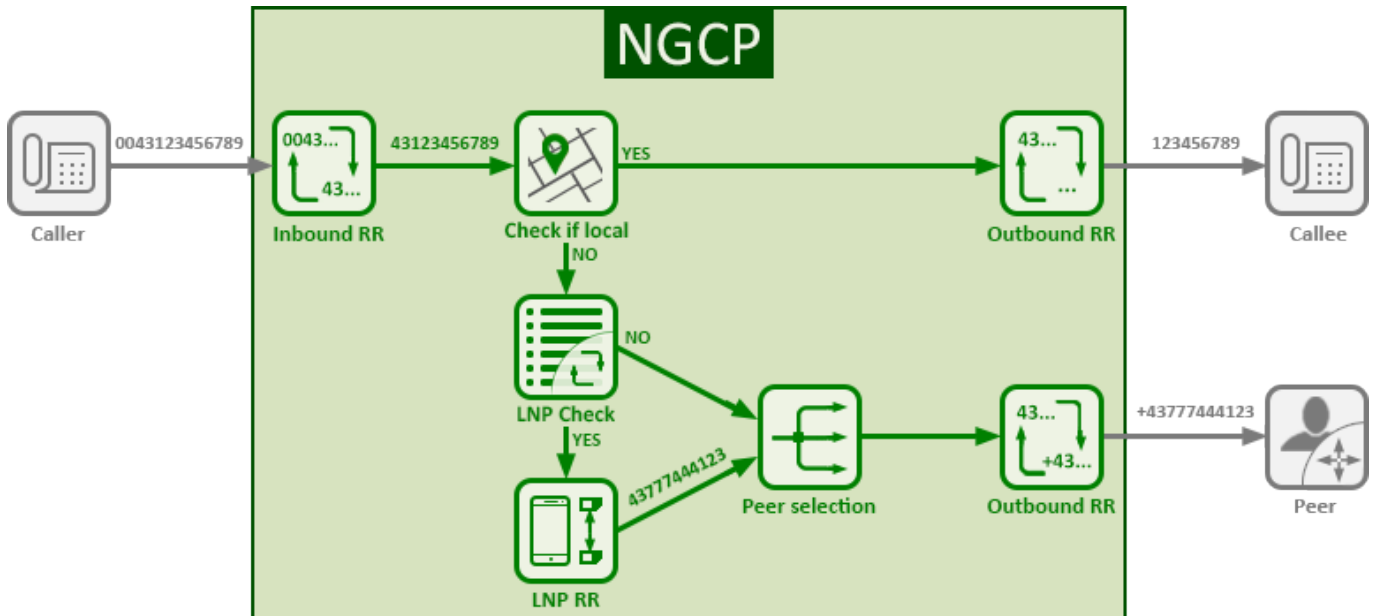 NGCP
0043123456789
0043...
43...
43123456789
YES
43...
...
123456789
Caller
Inbound RR
Check if local
Outbound RR
Callee
NO
NO
LNP Check
YES
43777444123
43...
+43...
+43777444123
Peer selection
Outbound RR
Peer
LNP RR